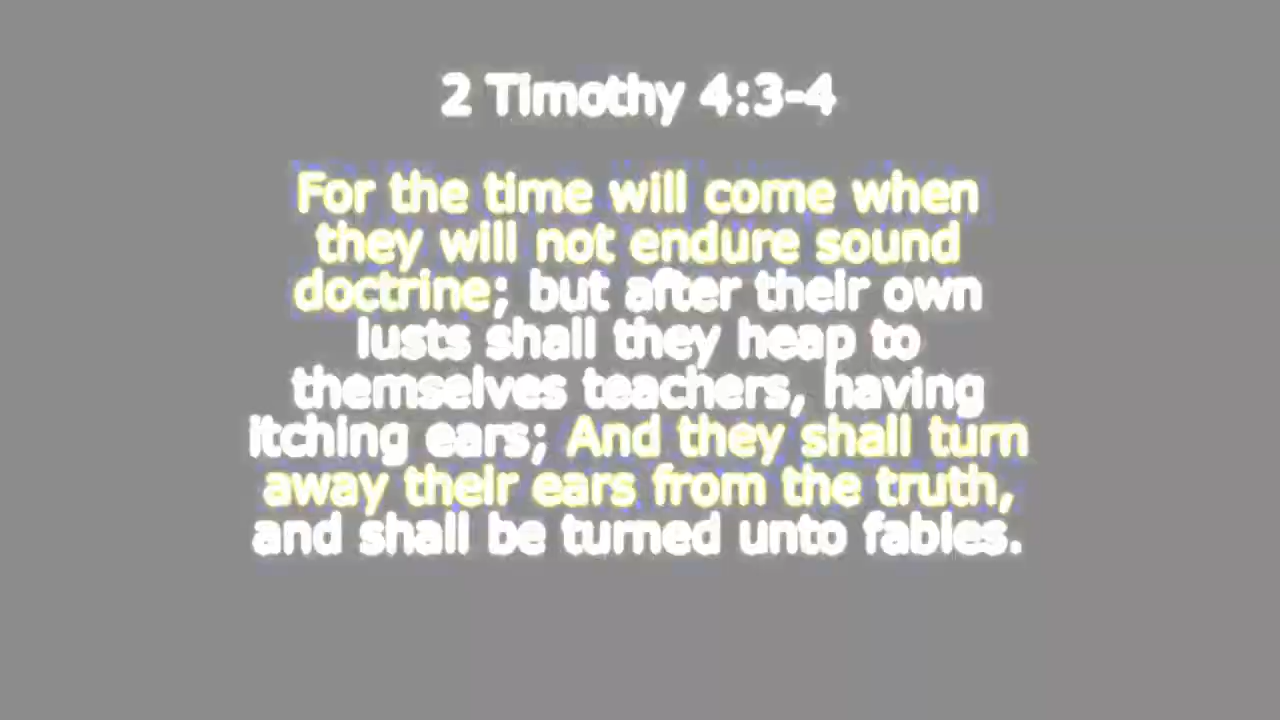 2 Timothy 4:3-4
For the time will come when
they will not endure sound
doctrine; but after their own
lusts shall they heap to
themselves teachers, having
itching ears; And they shall turn
away their ears from the truth,
and shall be turned unto fables.